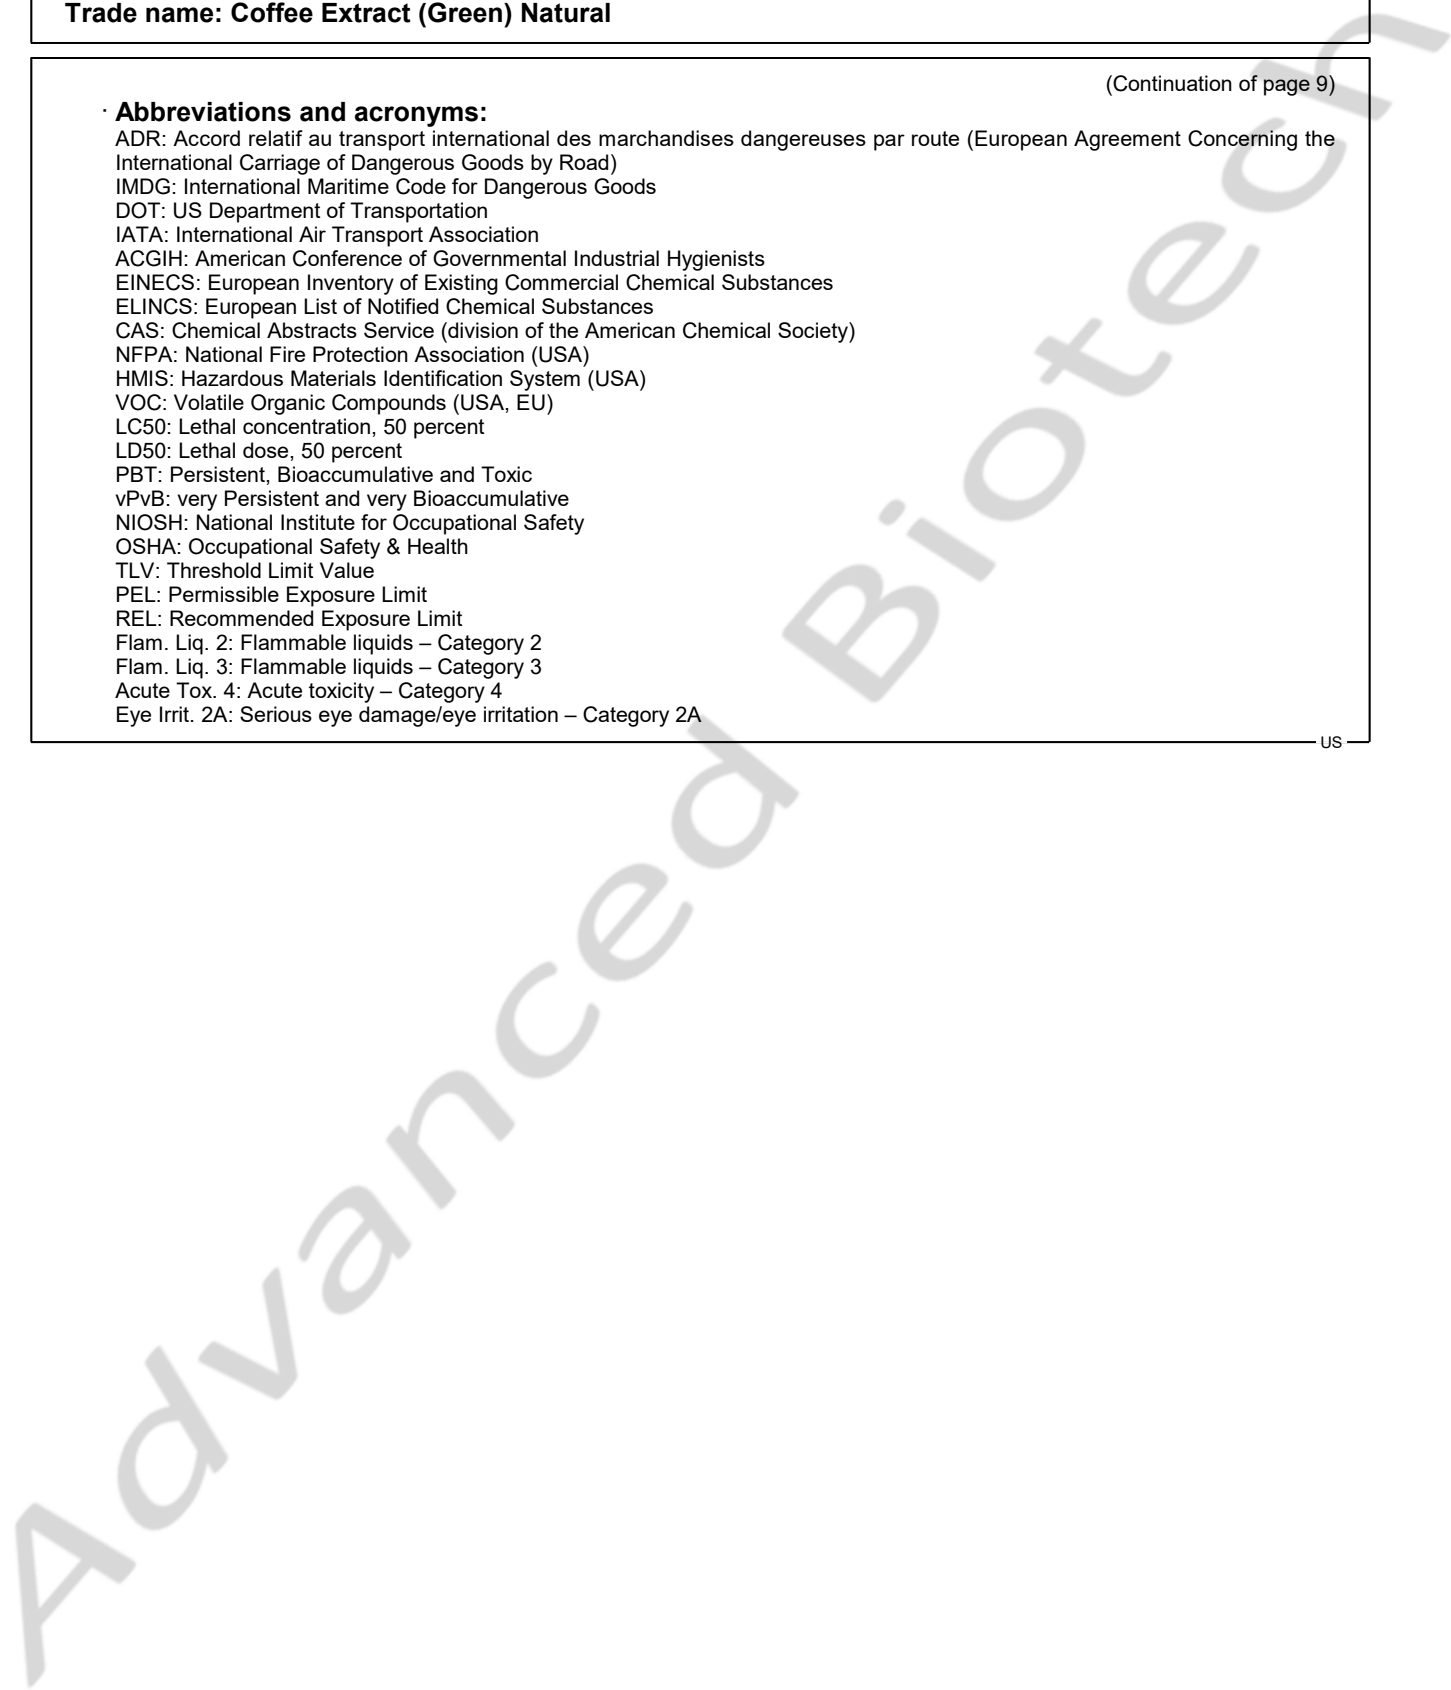 Trade name: Coffee Extract (Green) Natural
(Continuation of page 9)
· Abbreviations and acronyms:
ADR: Accord relatif au transport international des marchandises dangereuses par route (European Agreement Concerning the
International Carriage of Dangerous Goods by Road)
IMDG: International Maritime Code for Dangerous Goods
DOT: US Department of Transportation
IATA: International Air Transport Association
ACGIH: American Conference of Governmental Industrial Hygienists
EINECS: European Inventory of Existing Commercial Chemical Substances
ELINCS: European List of Notified Chemical Substances
CAS: Chemical Abstracts Service (division of the American Chemical Society)
NFPA: National Fire Protection Association (USA)
HMIS: Hazardous Materials Identification System (USA)
VOC: Volatile Organic Compounds (USA, EU)
LC50: Lethal concentration, 50 percent
LD50: Lethal dose, 50 percent
PBT: Persistent, Bioaccumulative and Toxic
vPvB: very Persistent and very Bioaccumulative
NIOSH: National Institute for Occupational Safety
OSHA: Occupational Safety & Health
TLV: Threshold Limit Value
PEL: Permissible Exposure Limit
REL: Recommended Exposure Limit
Flam. Liq. 2: Flammable liquids – Category 2
Flam. Liq. 3: Flammable liquids – Category 3
Acute Tox. 4: Acute toxicity – Category 4
Eye Irrit. 2A: Serious eye damage/eye irritation – Category 2A
US
Advanced Biotech